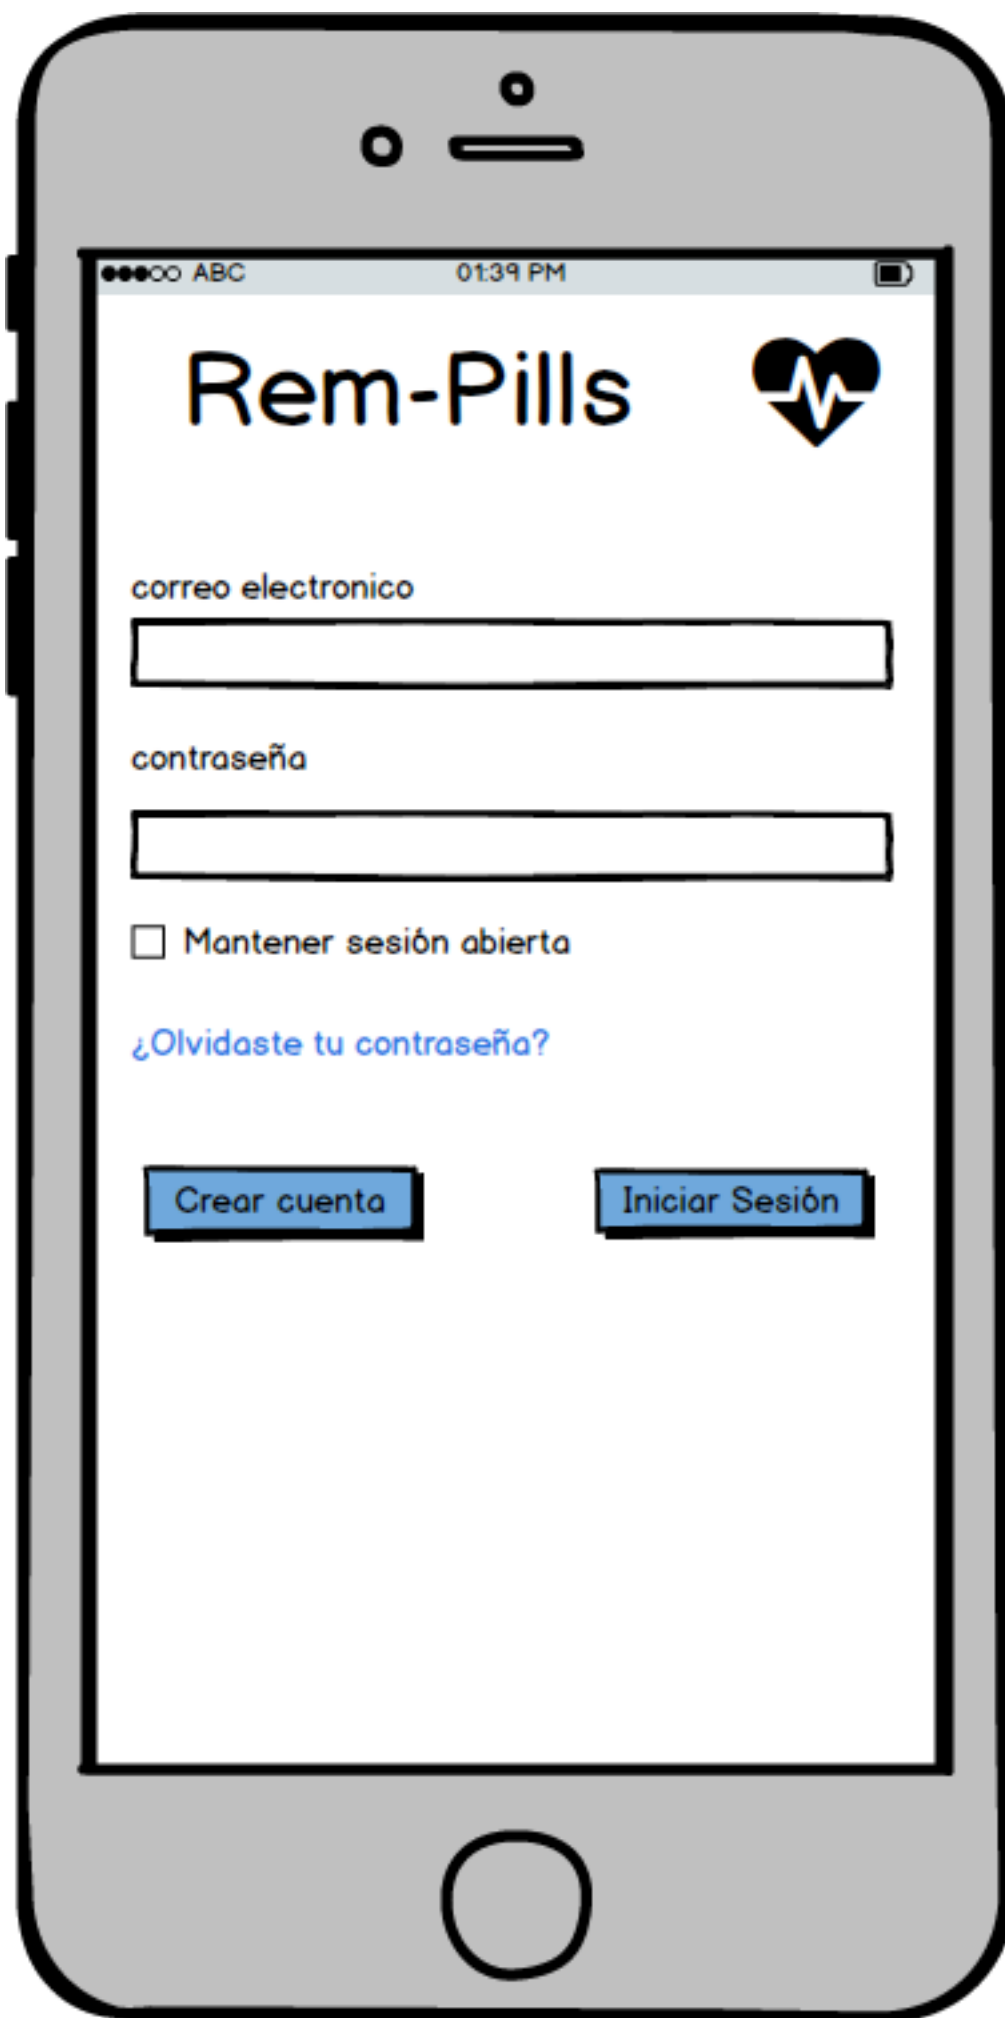 ABC 01:39 PM
Rem-Pills
correo electronico
contraseña
Mantener sesión abierta
¿Olvidaste tu contraseña?
Crear cuenta Iniciar Sesión